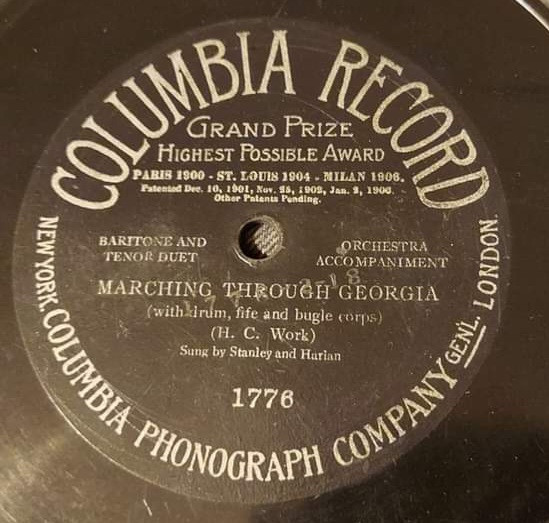 COLUMBIA RECORD
GRAND PRIZE
HIGHEST POSSIBLE AWARD
PARIS 1900 - ST. LOUIS 1904 - MILAN 1906.
Patented Dec. 10, 1901, Nov. 25, 1902, Jan. 2, 1906.
Other Patents Pending.
BARITONE AND
TENOR DUET
ORCHESTRA
ACCOMPANIMENT
MARCHING THROUGH GEORGIA
(with drum, fife and bugle corps)
(H. C. Work)
Sung by Stanley and Harlan
1776
NEW YORK. COLUMBIA PHONOGRAPH COMPANY GENL. LONDON